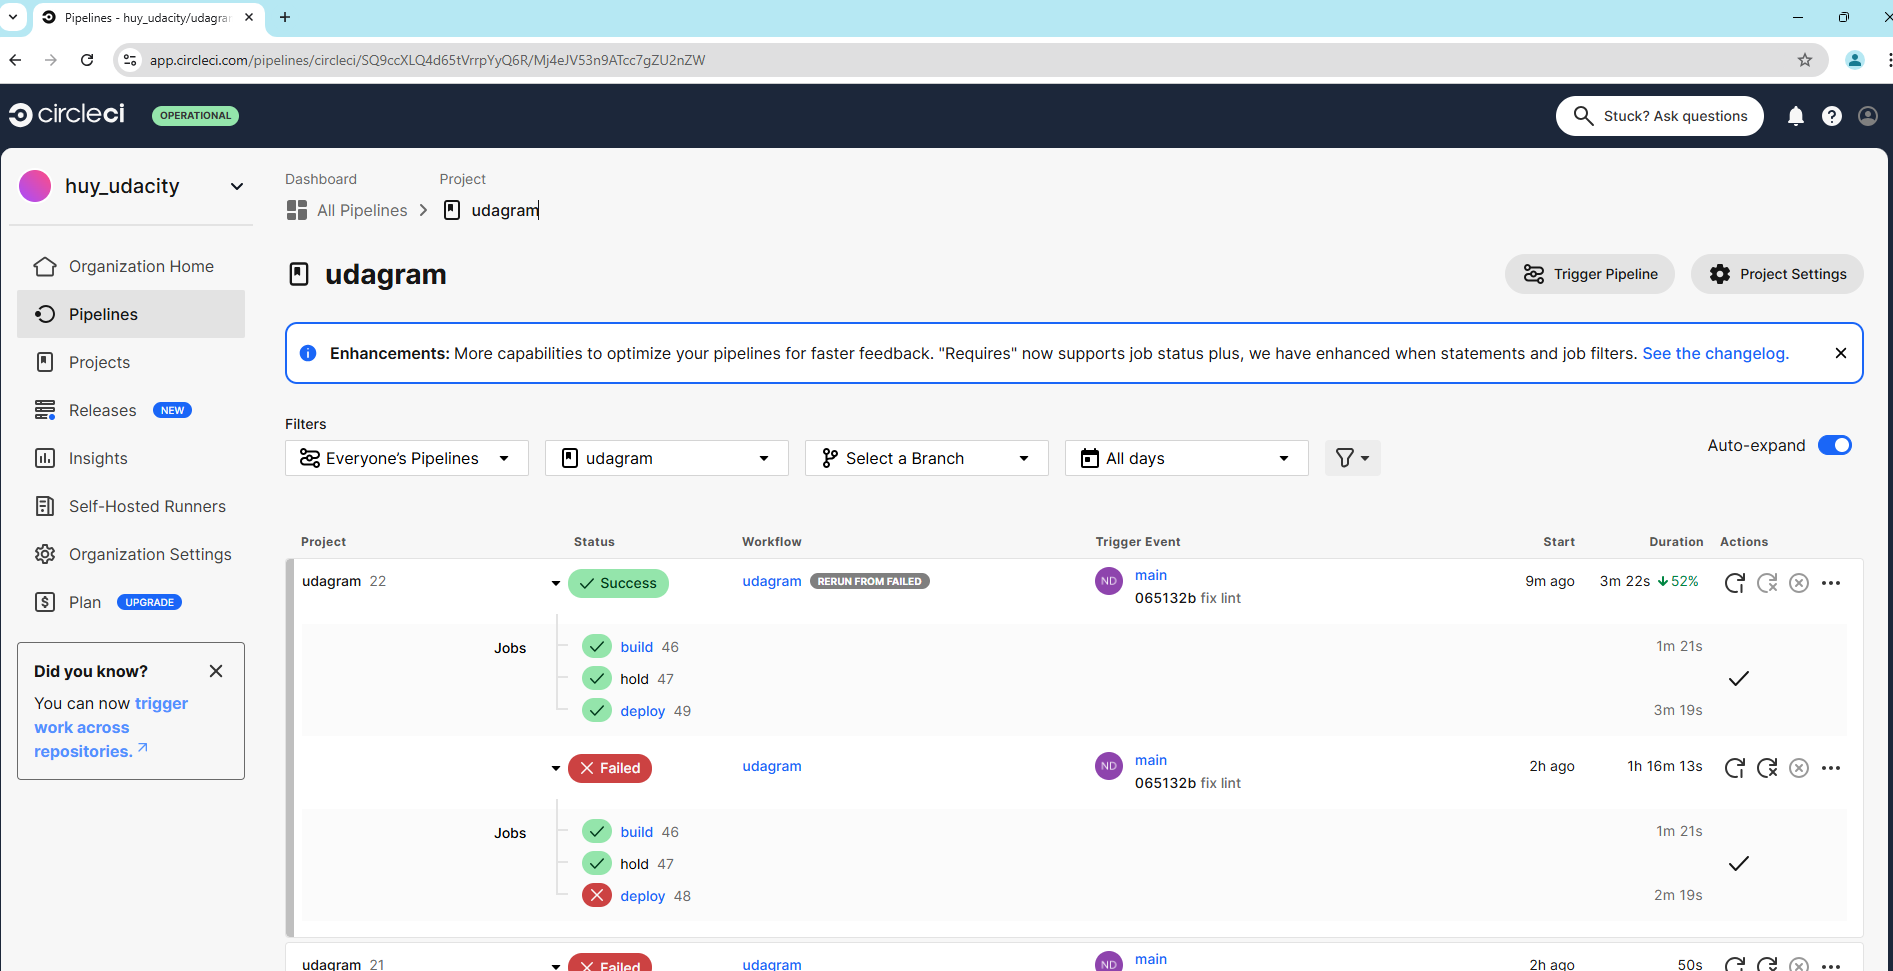 Pipelines - huy_udacity/udagram
app.circleci.com/pipelines/circleci/SQ9ccXLQ4d65tVrrpYyQ6R/Mj4eJV53n9ATcc7gZU2nZW
circleci
OPERATIONAL
Stuck? Ask questions
huy_udacity
Organization Home
Pipelines
Projects
Releases NEW
Insights
Self-Hosted Runners
Organization Settings
Plan UPGRADE
Did you know?
You can now trigger
work across
repositories.
Dashboard Project
All Pipelines udagram
udagram
Trigger Pipeline Project Settings
Enhancements: More capabilities to optimize your pipelines for faster feedback. "Requires" now supports job status plus, we have enhanced when statements and job filters. See the changelog.
Filters
Everyone's Pipelines udagram Select a Branch All days
Auto-expand
Project Status Workflow Trigger Event Start Duration Actions
udagram 22 Success udagram RERUN FROM FAILED ND main 9m ago 3m 22s 52%
065132b fix lint
Jobs build 46 1m 21s
hold 47
deploy 49 3m 19s
Failed udagram ND main 2h ago 1h 16m 13s
065132b fix lint
Jobs build 46 1m 21s
hold 47
deploy 48 2m 19s
udagram 21 Failed udagram ND main 2h ago 50s